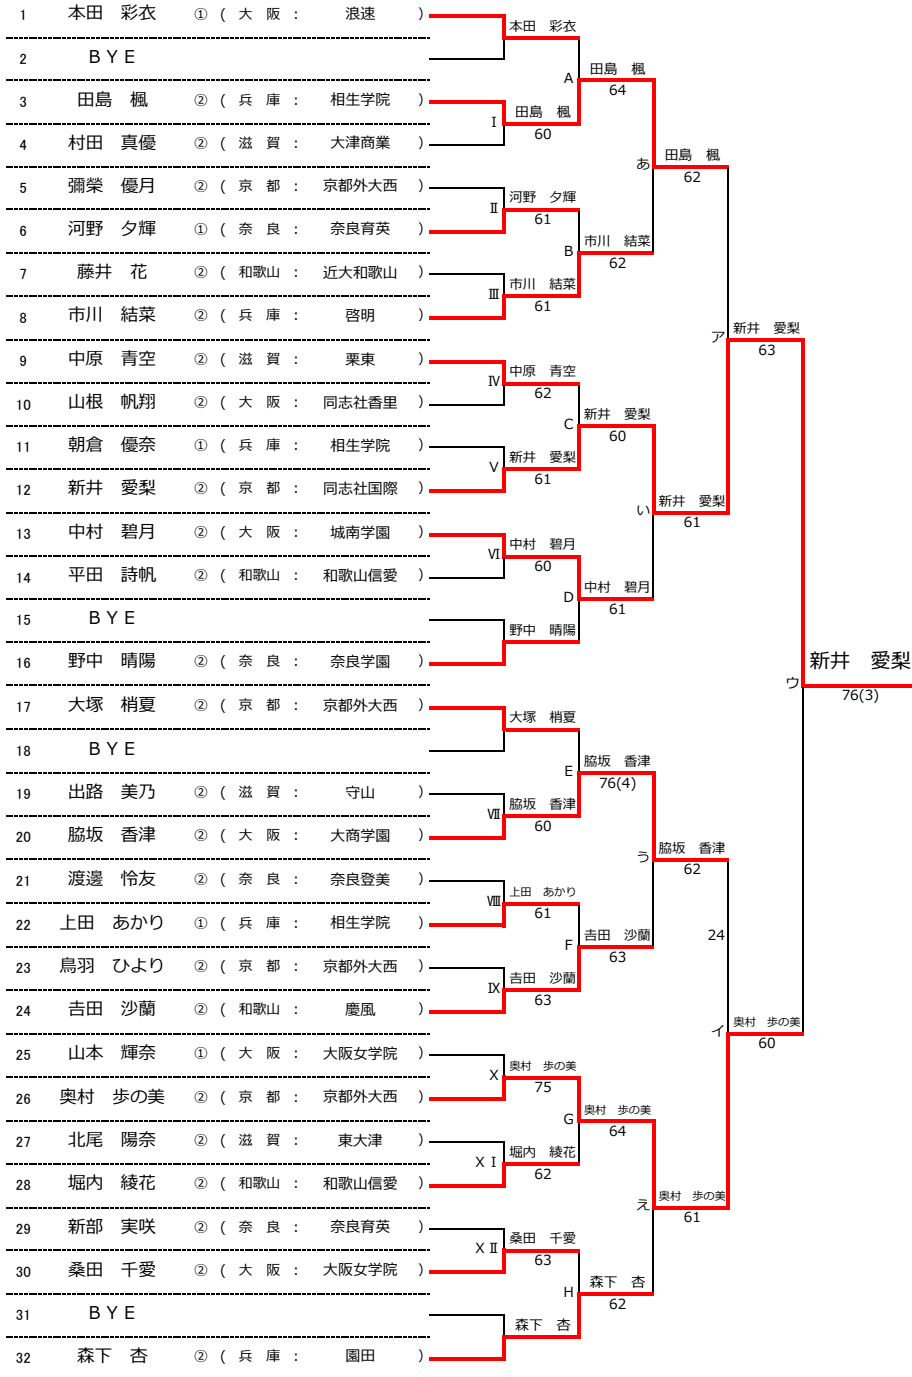 1 本田 彩衣 ① ( 大 阪 : 浪速 )
2 ＢＹＥ
3 田島 楓 ② ( 兵 庫 : 相生学院 )
4 村田 真優 ② ( 滋 賀 : 大津商業 )
5 彌榮 優月 ② ( 京 都 : 京都外大西 )
6 河野 夕輝 ① ( 奈 良 : 奈良育英 )
7 藤井 花 ② ( 和歌山 : 近大和歌山 )
8 市川 結菜 ② ( 兵 庫 : 啓明 )
9 中原 青空 ② ( 滋 賀 : 栗東 )
10 山根 帆翔 ② ( 大 阪 : 同志社香里 )
11 朝倉 優奈 ① ( 兵 庫 : 相生学院 )
12 新井 愛梨 ② ( 京 都 : 同志社国際 )
13 中村 碧月 ② ( 大 阪 : 城南学園 )
14 平田 詩帆 ② ( 和歌山 : 和歌山信愛 )
15 ＢＹＥ
16 野中 晴陽 ② ( 奈 良 : 奈良学園 )
17 大塚 梢夏 ② ( 京 都 : 京都外大西 )
18 ＢＹＥ
19 出路 美乃 ② ( 滋 賀 : 守山 )
20 脇坂 香津 ② ( 大 阪 : 大商学園 )
21 渡邊 怜友 ② ( 奈 良 : 奈良登美 )
22 上田 あかり ① ( 兵 庫 : 相生学院 )
23 鳥羽 ひより ② ( 京 都 : 京都外大西 )
24 吉田 沙蘭 ② ( 和歌山 : 慶風 )
25 山本 輝奈 ① ( 大 阪 : 大阪女学院 )
26 奥村 歩の美 ② ( 京 都 : 京都外大西 )
27 北尾 陽奈 ② ( 滋 賀 : 東大津 )
28 堀内 綾花 ② ( 和歌山 : 和歌山信愛 )
29 新部 実咲 ② ( 奈 良 : 奈良育英 )
30 桑田 千愛 ② ( 大 阪 : 大阪女学院 )
31 ＢＹＥ
32 森下 杏 ② ( 兵 庫 : 園田 )
本田 彩衣
Ⅰ 田島 楓
60
Ⅱ 河野 夕輝
61
Ⅲ 市川 結菜
61
Ⅳ 中原 青空
62
Ⅴ 新井 愛梨
61
Ⅵ 中村 碧月
60
野中 晴陽
大塚 梢夏
Ⅶ 脇坂 香津
60
Ⅷ 上田 あかり
61
Ⅸ 吉田 沙蘭
63
Ⅹ 奥村 歩の美
75
ⅩⅠ 堀内 綾花
62
ⅩⅡ 桑田 千愛
63
森下 杏
A 田島 楓
64
B 市川 結菜
62
C 新井 愛梨
60
D 中村 碧月
61
E 脇坂 香津
76(4)
F 吉田 沙蘭
63
G 奥村 歩の美
64
H 森下 杏
62
あ 田島 楓
62
い 新井 愛梨
61
う 脇坂 香津
62
え 奥村 歩の美
61
ア 新井 愛梨
63
24
イ 奥村 歩の美
60
ウ 新井 愛梨
76(3)